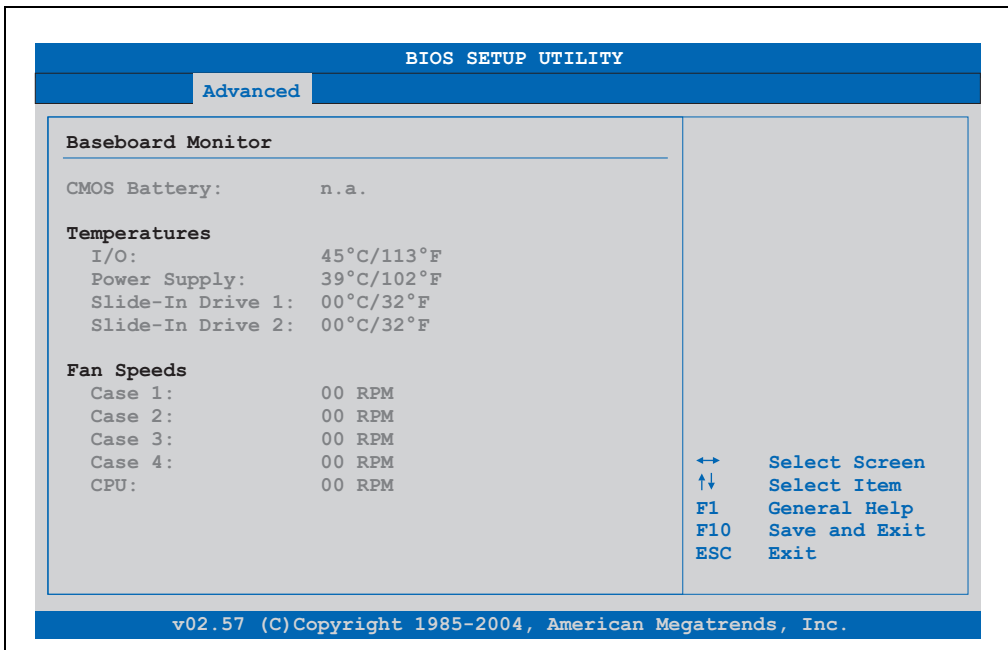 BIOS SETUP UTILITY
Advanced
Baseboard Monitor
CMOS Battery: n.a.
Temperatures
I/O: 45°C/113°F
Power Supply: 39°C/102°F
Slide-In Drive 1: 00°C/32°F
Slide-In Drive 2: 00°C/32°F
Fan Speeds
Case 1: 00 RPM
Case 2: 00 RPM
Case 3: 00 RPM
Case 4: 00 RPM
CPU: 00 RPM
↔ Select Screen
↑↓ Select Item
F1 General Help
F10 Save and Exit
ESC Exit
v02.57 (C)Copyright 1985-2004, American Megatrends, Inc.